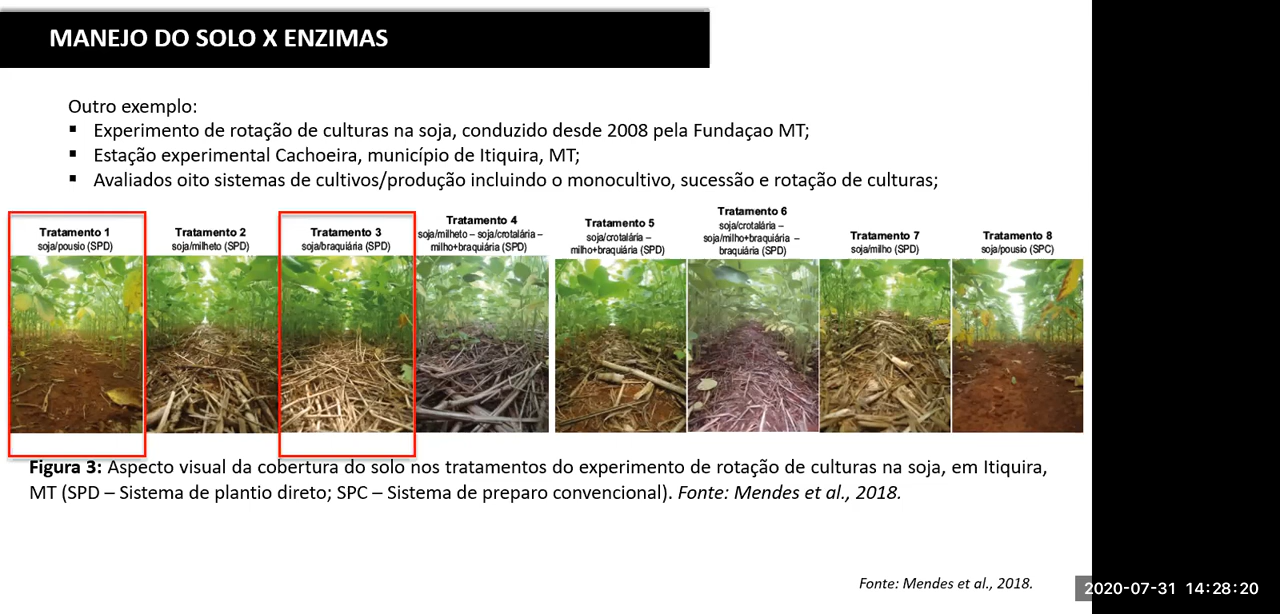 MANEJO DO SOLO X ENZIMAS
Outro exemplo:
▪ Experimento de rotação de culturas na soja, conduzido desde 2008 pela Fundaçao MT;
▪ Estação experimental Cachoeira, município de Itiquira, MT;
▪ Avaliados oito sistemas de cultivos/produção incluindo o monocultivo, sucessão e rotação de culturas;
Tratamento 1
soja/pousio (SPD)
Tratamento 2
soja/milheto (SPD)
Tratamento 3
soja/braquiária (SPD)
Tratamento 4
soja/milheto – soja/crotalária –
milho+braquiária (SPD)
Tratamento 5
soja/crotalária –
milho+braquiária (SPD)
Tratamento 6
soja/crotalária –
soja/milho+braquiária –
braquiária (SPD)
Tratamento 7
soja/milho (SPD)
Tratamento 8
soja/pousio (SPC)
Figura 3: Aspecto visual da cobertura do solo nos tratamentos do experimento de rotação de culturas na soja, em Itiquira,
MT (SPD – Sistema de plantio direto; SPC – Sistema de preparo convencional). Fonte: Mendes et al., 2018.
Fonte: Mendes et al., 2018.
2020-07-31 14:28:20